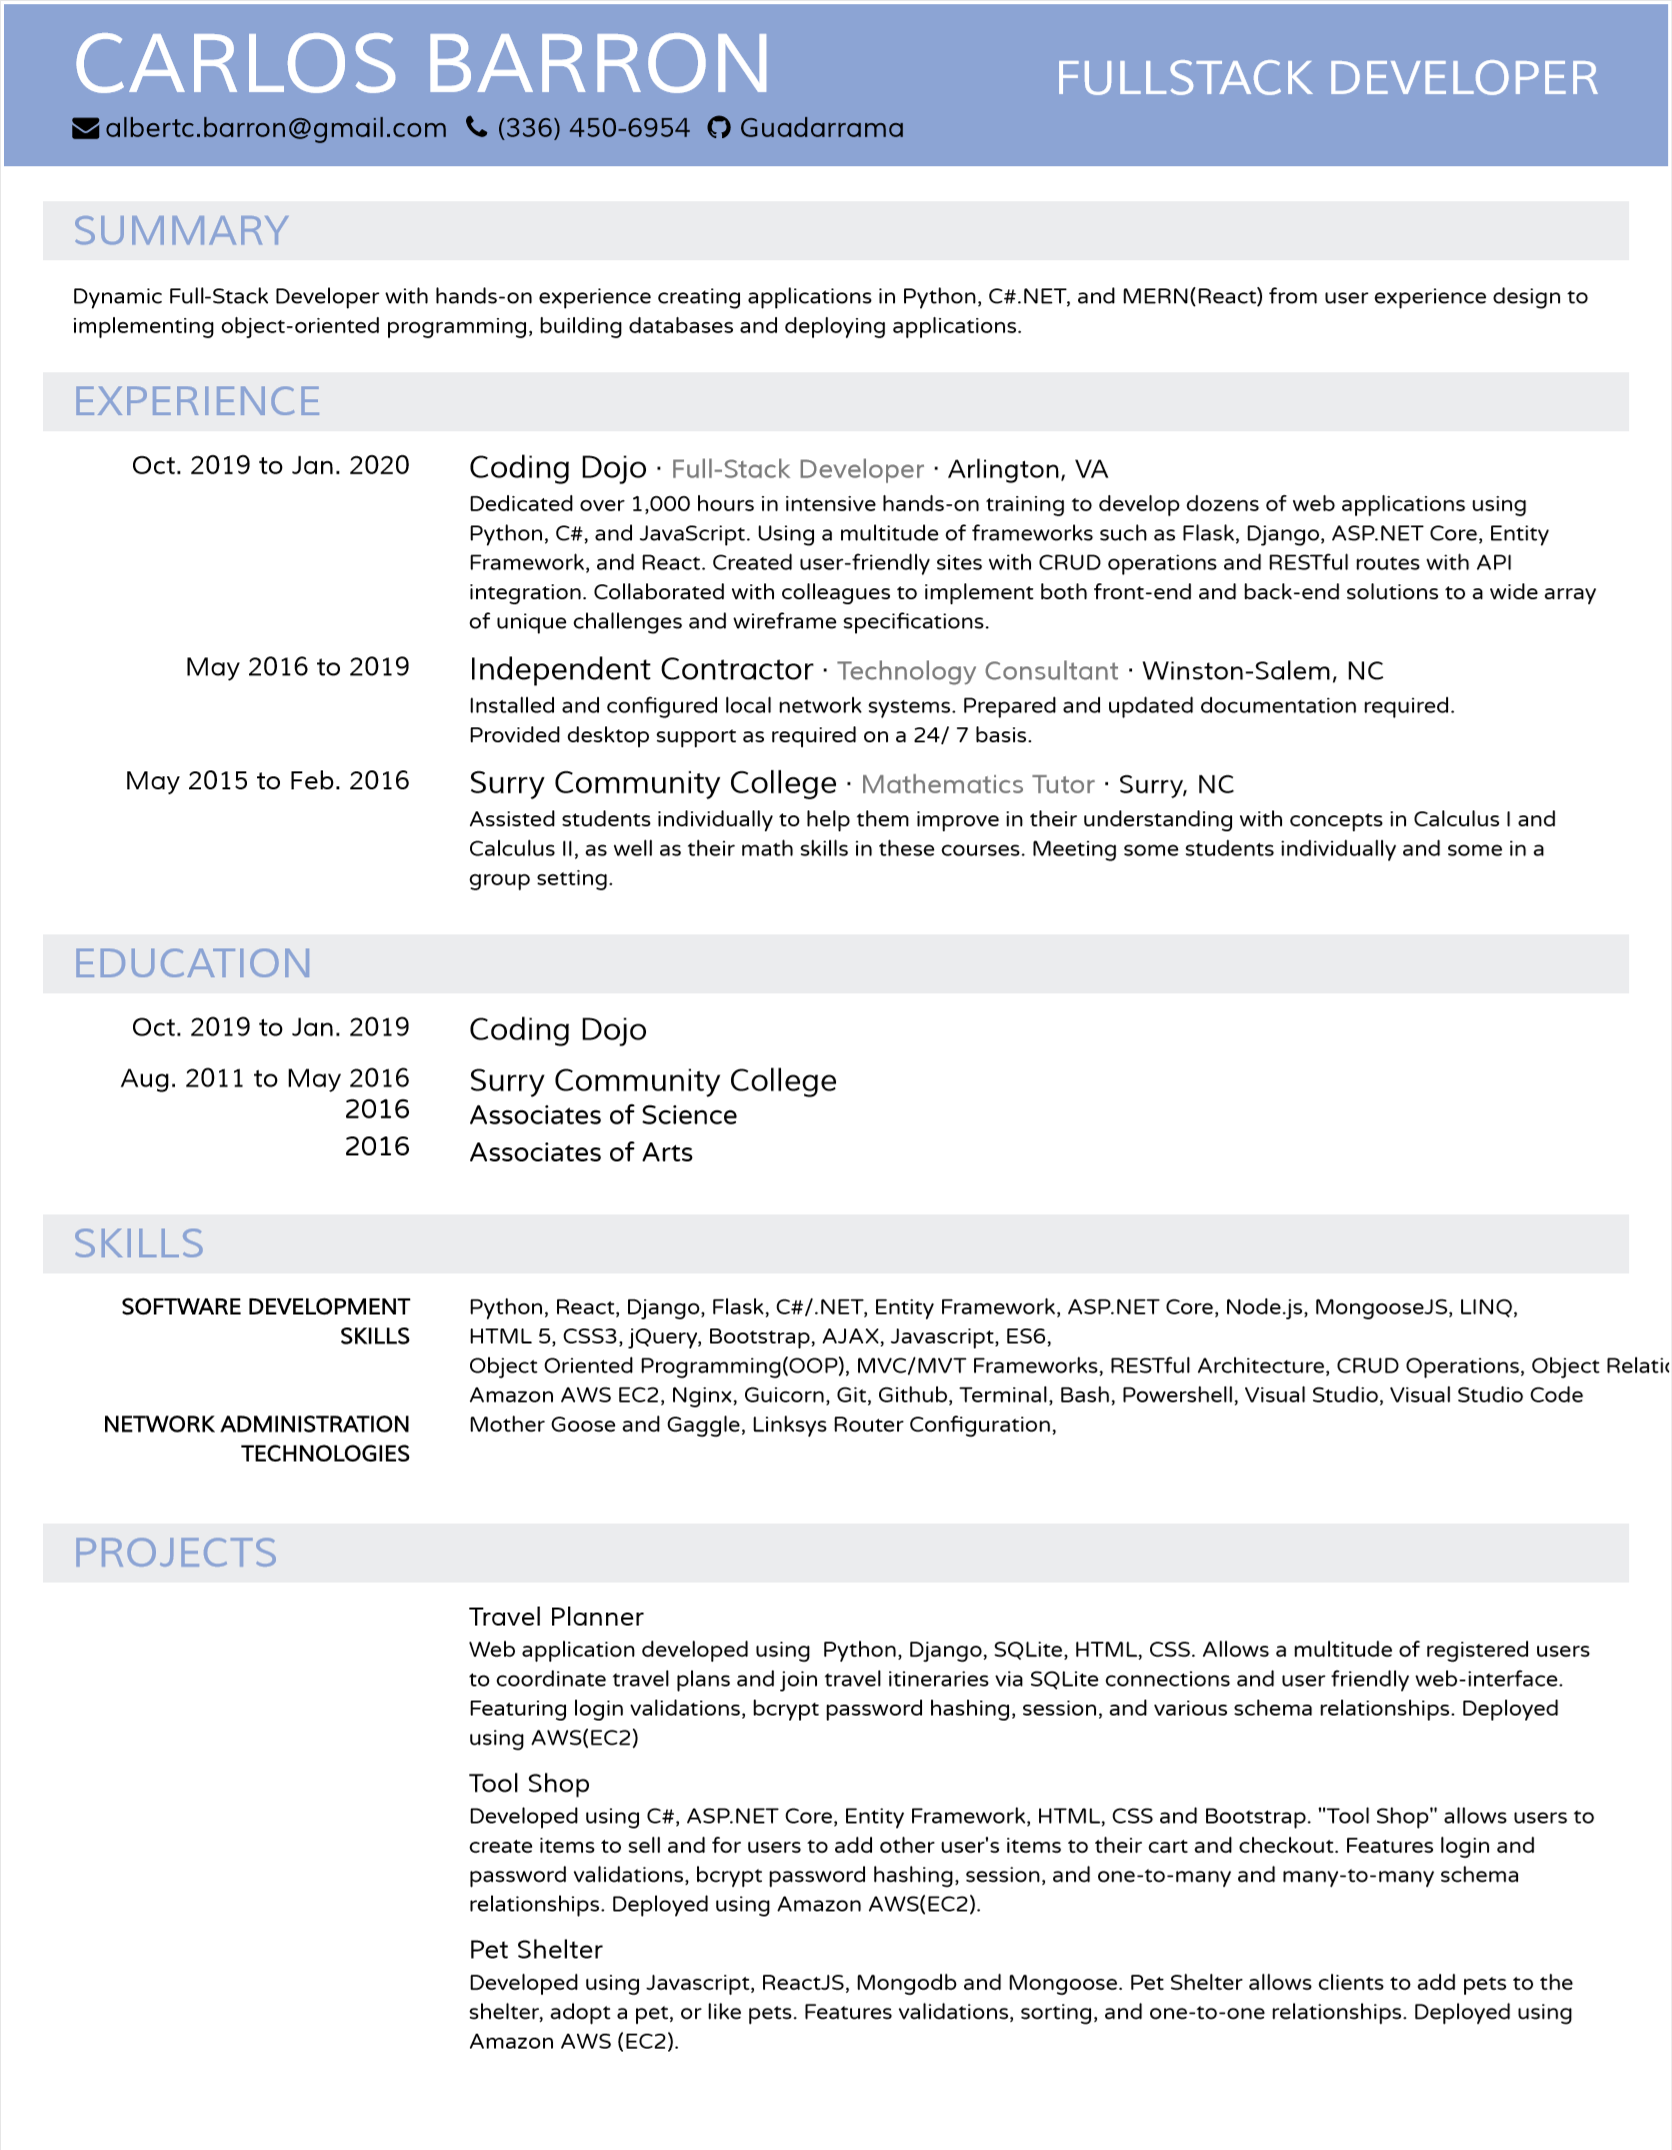 CARLOS BARRON
FULLSTACK DEVELOPER
albertc.barron@gmail.com (336) 450-6954 Guadarrama
SUMMARY
Dynamic Full-Stack Developer with hands-on experience creating applications in Python, C#.NET, and MERN(React) from user experience design to
implementing object-oriented programming, building databases and deploying applications.
EXPERIENCE
Oct. 2019 to Jan. 2020
Coding Dojo · Full-Stack Developer · Arlington, VA
Dedicated over 1,000 hours in intensive hands-on training to develop dozens of web applications using
Python, C#, and JavaScript. Using a multitude of frameworks such as Flask, Django, ASP.NET Core, Entity
Framework, and React. Created user-friendly sites with CRUD operations and RESTful routes with API
integration. Collaborated with colleagues to implement both front-end and back-end solutions to a wide array
of unique challenges and wireframe specifications.
May 2016 to 2019
Independent Contractor · Technology Consultant · Winston-Salem, NC
Installed and configured local network systems. Prepared and updated documentation required.
Provided desktop support as required on a 24/ 7 basis.
May 2015 to Feb. 2016
Surry Community College · Mathematics Tutor · Surry, NC
Assisted students individually to help them improve in their understanding with concepts in Calculus I and
Calculus II, as well as their math skills in these courses. Meeting some students individually and some in a
group setting.
EDUCATION
Oct. 2019 to Jan. 2019
Coding Dojo
Aug. 2011 to May 2016
Surry Community College
2016
Associates of Science
2016
Associates of Arts
SKILLS
SOFTWARE DEVELOPMENT
SKILLS
Python, React, Django, Flask, C#/.NET, Entity Framework, ASP.NET Core, Node.js, MongooseJS, LINQ,
HTML 5, CSS3, jQuery, Bootstrap, AJAX, Javascript, ES6,
Object Oriented Programming(OOP), MVC/MVT Frameworks, RESTful Architecture, CRUD Operations, Object
Amazon AWS EC2, Nginx, Guicorn, Git, Github, Terminal, Bash, Powershell, Visual Studio, Visual Studio Code
NETWORK ADMINISTRATION
TECHNOLOGIES
Mother Goose and Gaggle, Linksys Router Configuration,
PROJECTS
Travel Planner
Web application developed using  Python, Django, SQLite, HTML, CSS. Allows a multitude of registered users
to coordinate travel plans and join travel itineraries via SQLite connections and user friendly web-interface.
Featuring login validations, bcrypt password hashing, session, and various schema relationships. Deployed
using AWS(EC2)
Tool Shop
Developed using C#, ASP.NET Core, Entity Framework, HTML, CSS and Bootstrap. "Tool Shop" allows users to
create items to sell and for users to add other user's items to their cart and checkout. Features login and
password validations, bcrypt password hashing, session, and one-to-many and many-to-many schema
relationships. Deployed using Amazon AWS(EC2).
Pet Shelter
Developed using Javascript, ReactJS, Mongodb and Mongoose. Pet Shelter allows clients to add pets to the
shelter, adopt a pet, or like pets. Features validations, sorting, and one-to-one relationships. Deployed using
Amazon AWS (EC2).